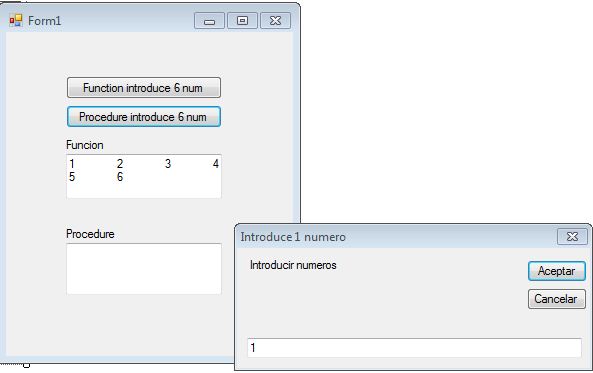 Form1
Function introduce 6 num
Procedure introduce 6 num
Funcion
1 2 3 4
5 6
Procedure
Introduce 1 numero
Introducir numeros
Aceptar
Cancelar
1